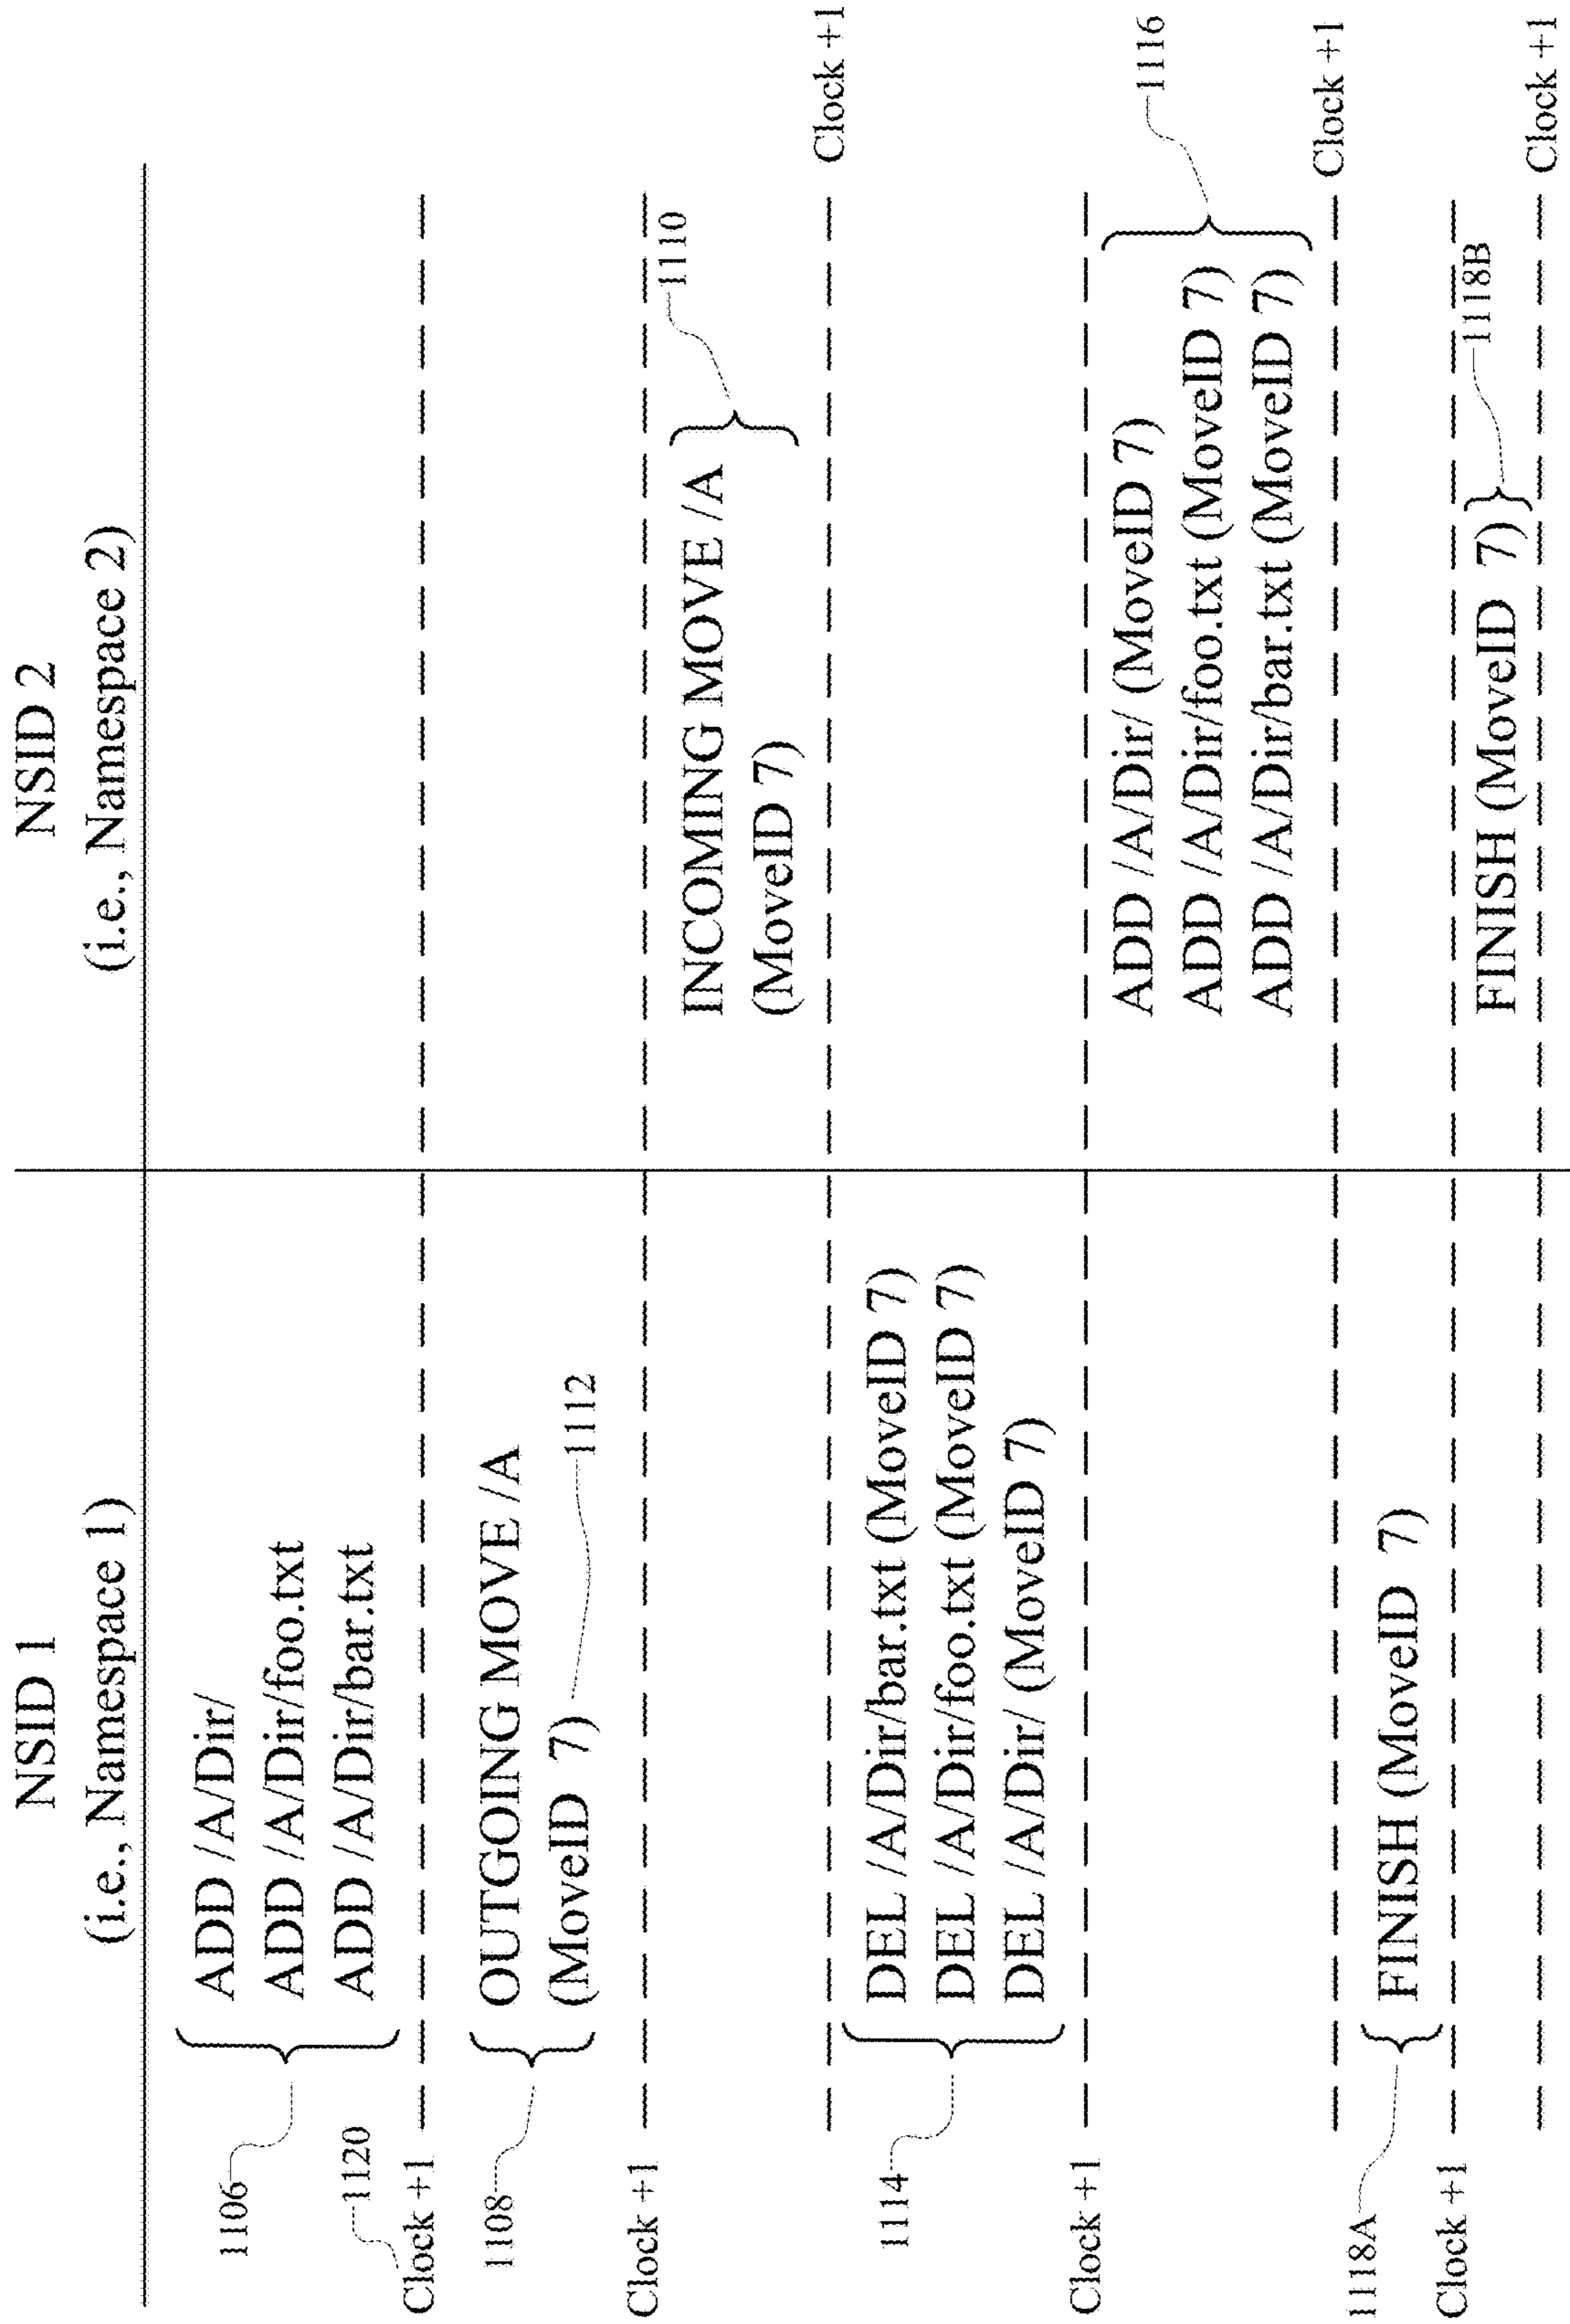 NSID 1
(i.e., Namespace 1)
NSID 2
(i.e., Namespace 2)
1106
ADD /A/Dir/
ADD /A/Dir/foo.txt
ADD /A/Dir/bar.txt
1120
Clock +1
1108
OUTGOING MOVE /A
(MoveID 7)
1112
Clock +1
INCOMING MOVE /A
(MoveID 7)
1110
Clock +1
1114
DEL /A/Dir/bar.txt (MoveID 7)
DEL /A/Dir/foo.txt (MoveID 7)
DEL /A/Dir/ (MoveID 7)
Clock +1
ADD /A/Dir/ (MoveID 7)
ADD /A/Dir/foo.txt (MoveID 7)
ADD /A/Dir/bar.txt (MoveID 7)
1116
Clock +1
1118A
FINISH (MoveID 7)
Clock +1
FINISH (MoveID 7)
1118B
Clock +1